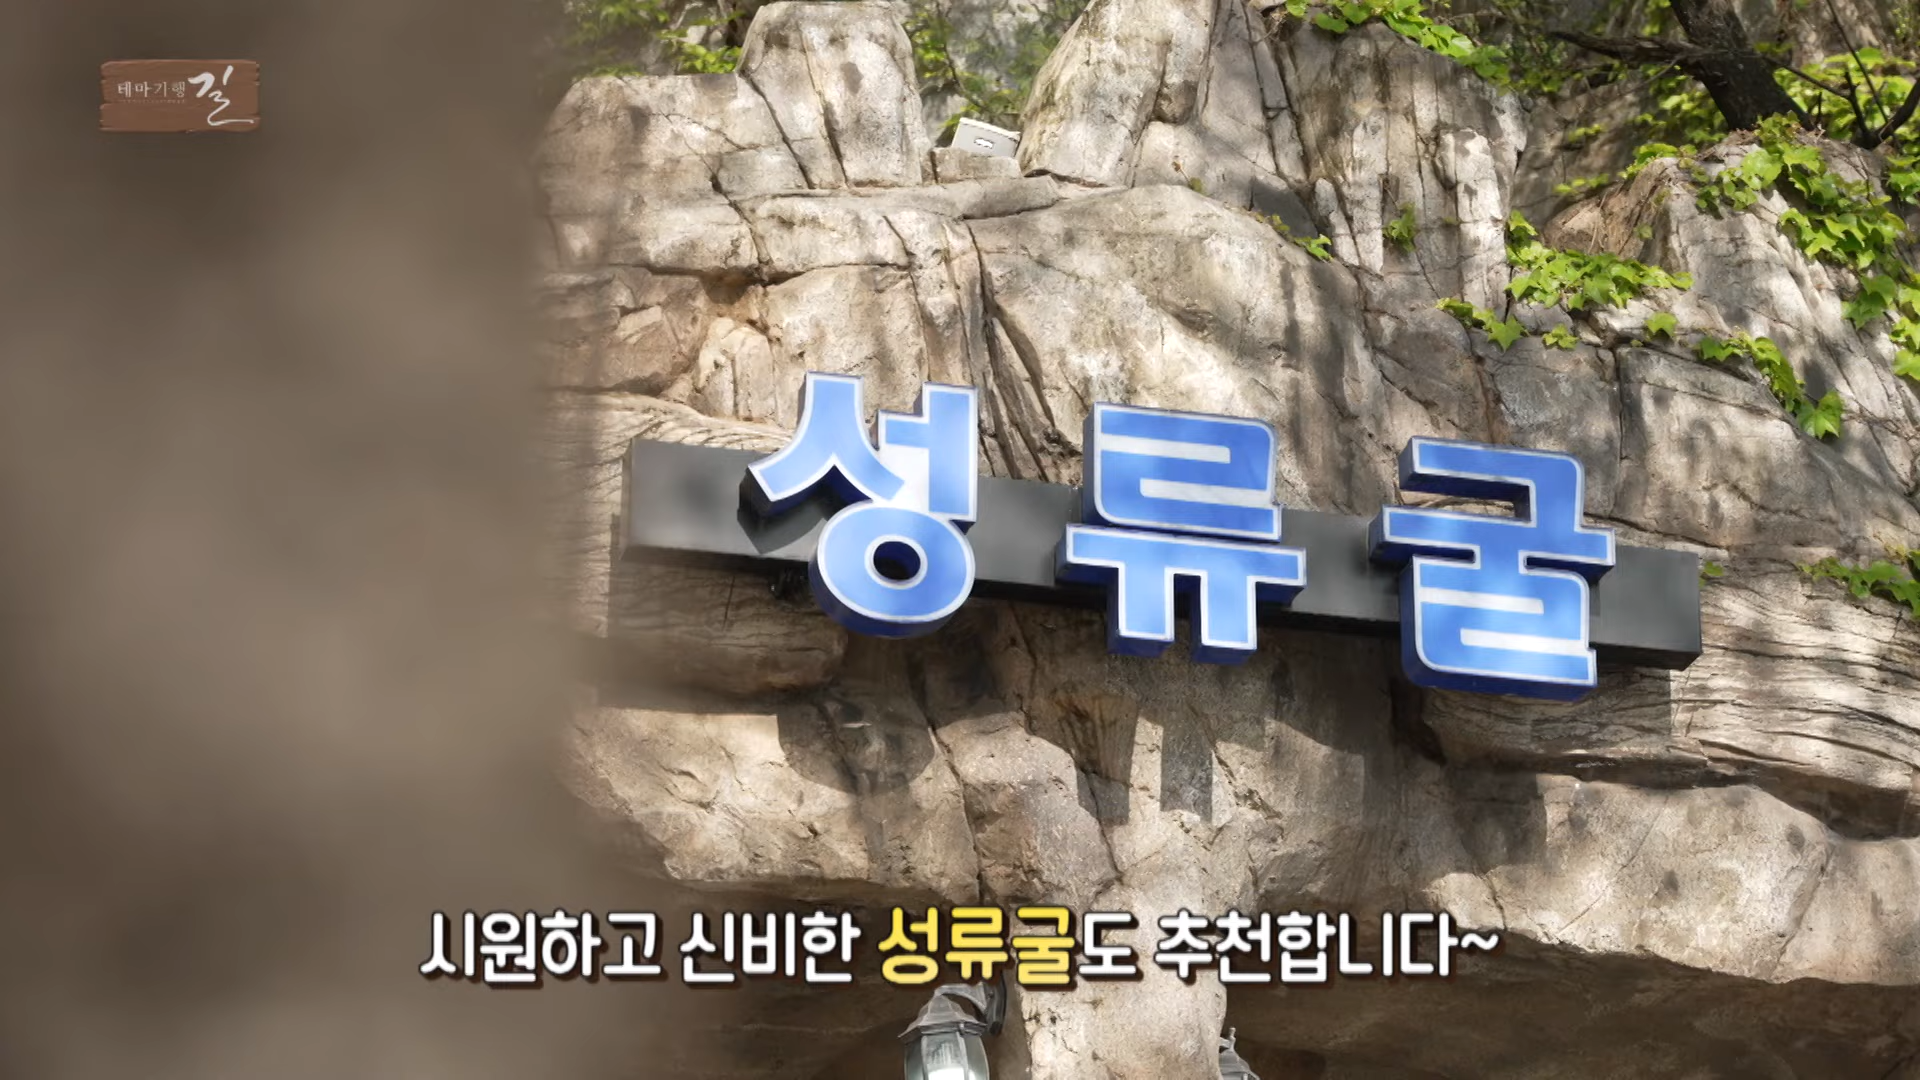 테마기행 길
성류굴
시원하고 신비한 성류굴도 추천합니다~